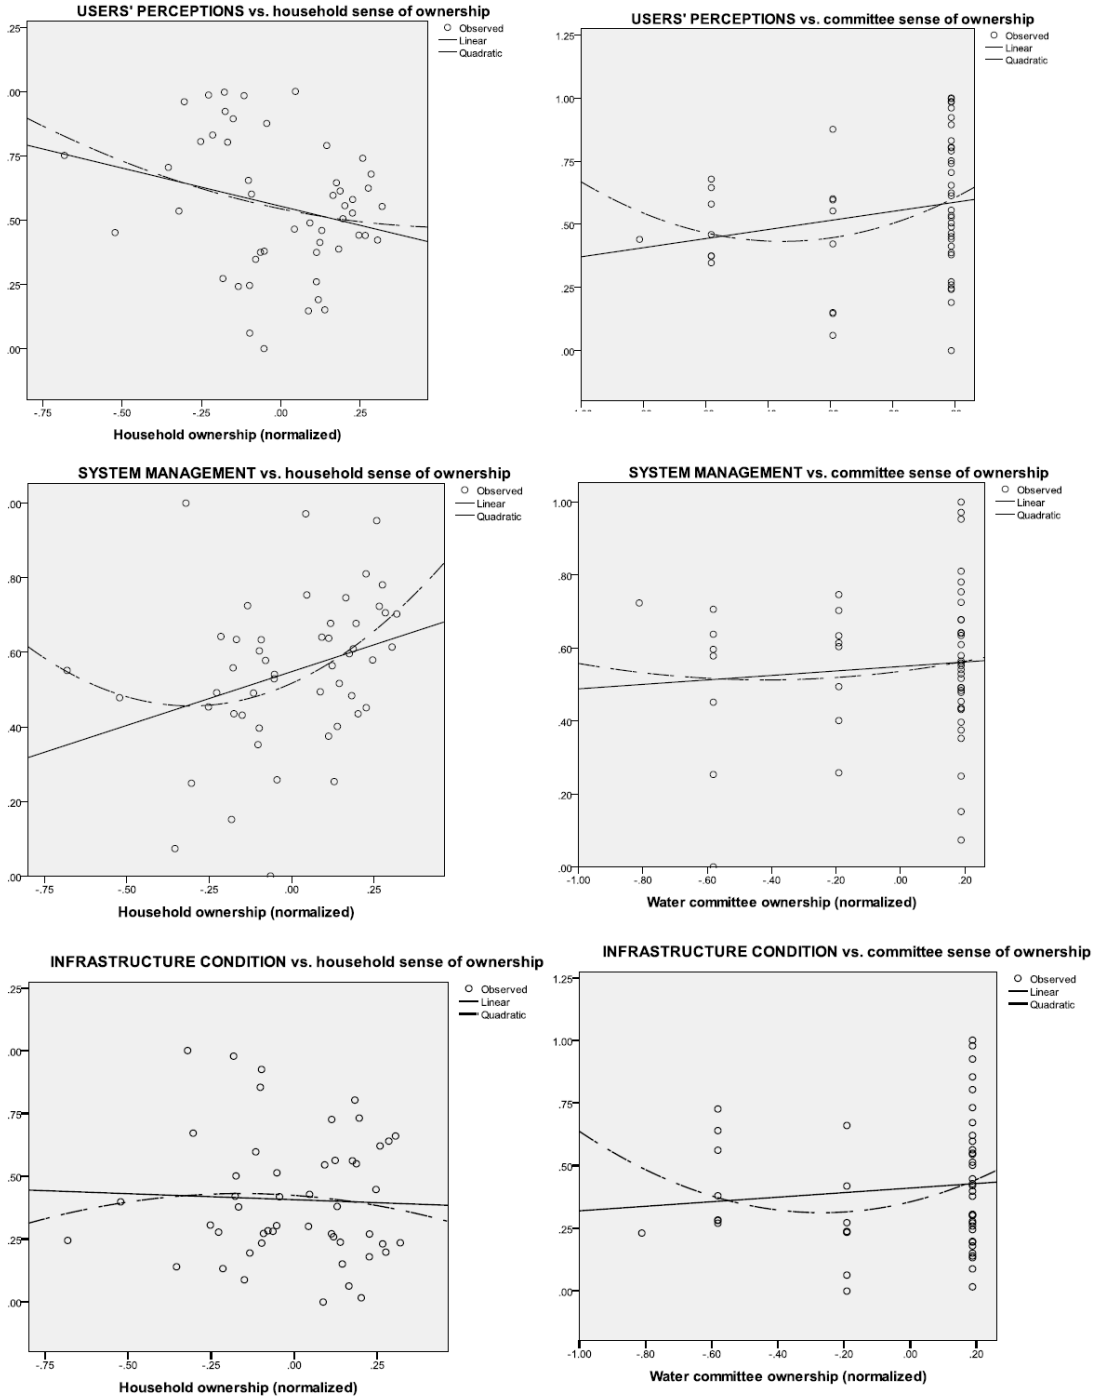 USERS' PERCEPTIONS vs. household sense of ownership
Observed
Linear
Quadratic
.25
.00
.75
.50
.25
.00
-.75
-.50
-.25
.00
.25
Household ownership (normalized)
USERS' PERCEPTIONS vs. committee sense of ownership
Observed
Linear
Quadratic
1.25
1.00
.75
.50
.25
.00
SYSTEM MANAGEMENT vs. household sense of ownership
Observed
Linear
Quadratic
.00
.80
.60
.40
.20
.00
-.75
-.50
-.25
.00
.25
Household ownership (normalized)
SYSTEM MANAGEMENT vs. committee sense of ownership
Observed
Linear
Quadratic
1.00
.80
.60
.40
.20
.00
-1.00
-.80
-.60
-.40
-.20
.00
.20
Water committee ownership (normalized)
INFRASTRUCTURE CONDITION vs. household sense of ownership
Observed
Linear
Quadratic
.25
.00
.75
.50
.25
.00
-.75
-.50
-.25
.00
.25
Household ownership (normalized)
INFRASTRUCTURE CONDITION vs. committee sense of ownership
Observed
Linear
Quadratic
1.25
1.00
.75
.50
.25
.00
-1.00
-.80
-.60
-.40
-.20
.00
.20
Water committee ownership (normalized)